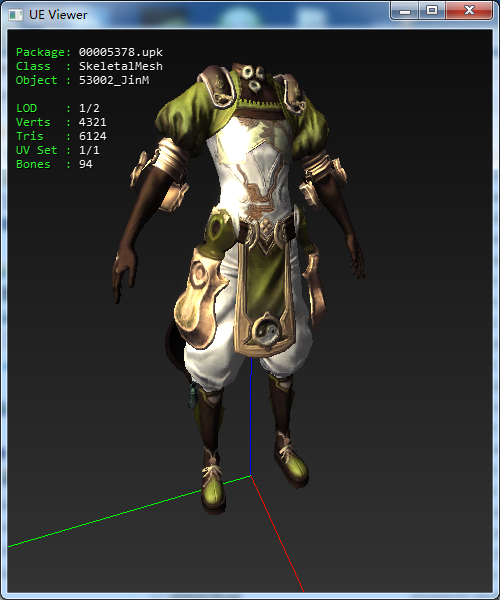 UE Viewer
Package: 00005378.upk
Class : SkeletalMesh
Object : 53002_JinM
LOD : 1/2
Verts : 4321
Tris : 6124
UV Set : 1/1
Bones : 94